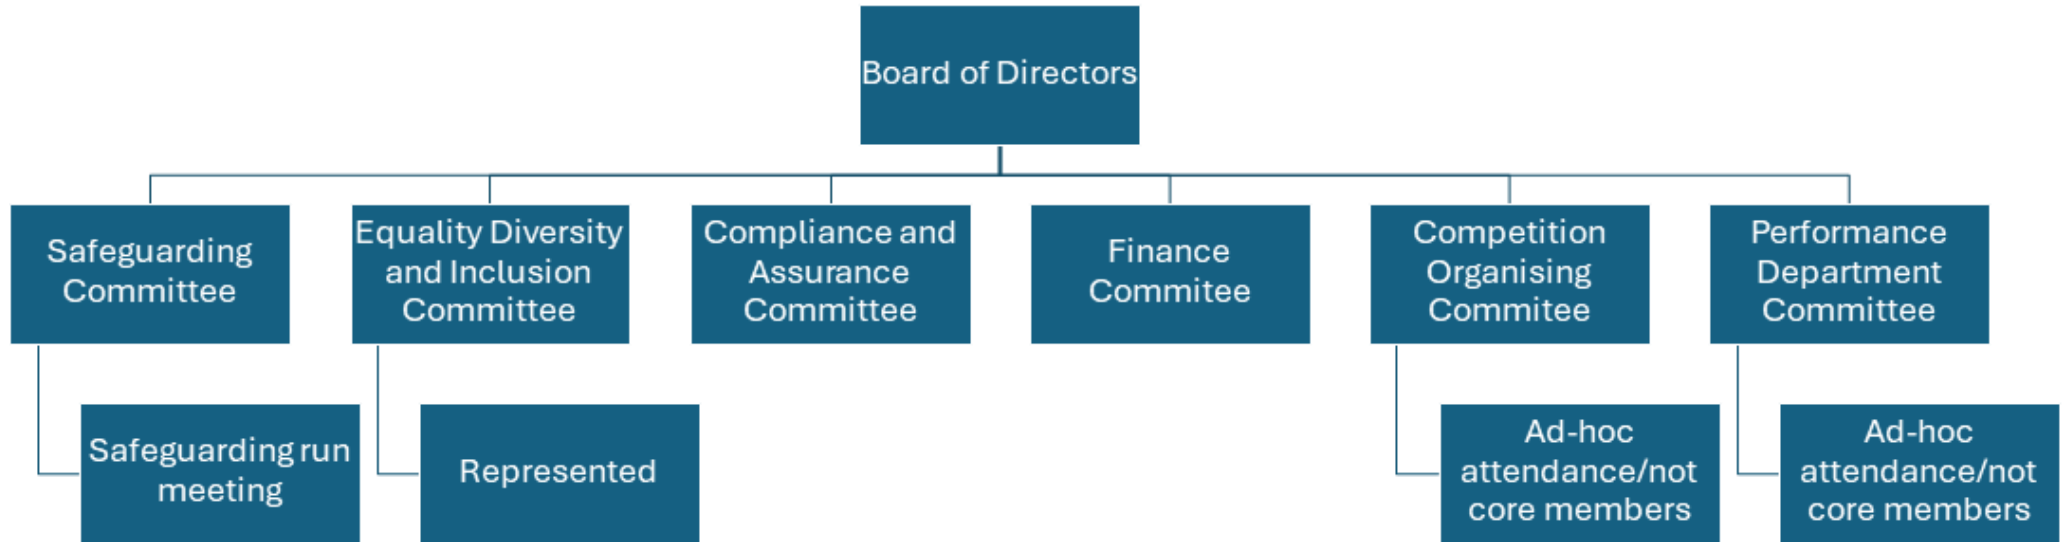 Board of Directors
Safeguarding
Committee
Equality Diversity
and Inclusion
Committee
Compliance and
Assurance
Committee
Finance
Commitee
Competition
Organising
Commitee
Performance
Department
Committee
Safeguarding run
meeting
Represented
Ad-hoc
attendance/not
core members
Ad-hoc
attendance/not
core members